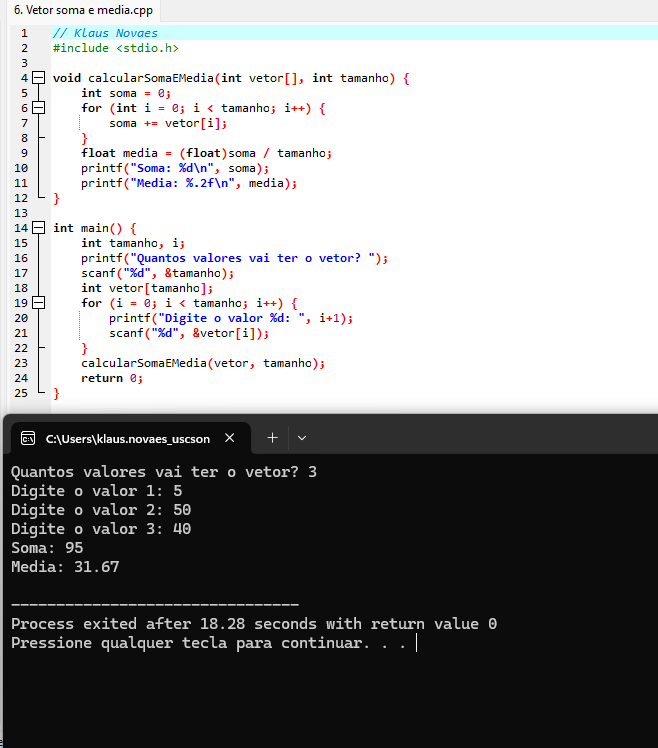 6. Vetor soma e media.cpp
1 // Klaus Novaes
2 #include <stdio.h>
3
4 void calcularSomaEMedia(int vetor[], int tamanho) {
5 int soma = 0;
6 for (int i = 0; i < tamanho; i++) {
7 soma += vetor[i];
8 }
9 float media = (float)soma / tamanho;
10 printf("Soma: %d\n", soma);
11 printf("Media: %.2f\n", media);
12 }
13
14 int main() {
15 int tamanho, i;
16 printf("Quantos valores vai ter o vetor? ");
17 scanf("%d", &tamanho);
18 int vetor[tamanho];
19 for (i = 0; i < tamanho; i++) {
20 printf("Digite o valor %d: ", i+1);
21 scanf("%d", &vetor[i]);
22 }
23 calcularSomaEMedia(vetor, tamanho);
24 return 0;
25 }
C:\Users\klaus.novaes_uscson
Quantos valores vai ter o vetor? 3
Digite o valor 1: 5
Digite o valor 2: 50
Digite o valor 3: 40
Soma: 95
Media: 31.67
--------------------------------
Process exited after 18.28 seconds with return value 0
Pressione qualquer tecla para continuar. . .